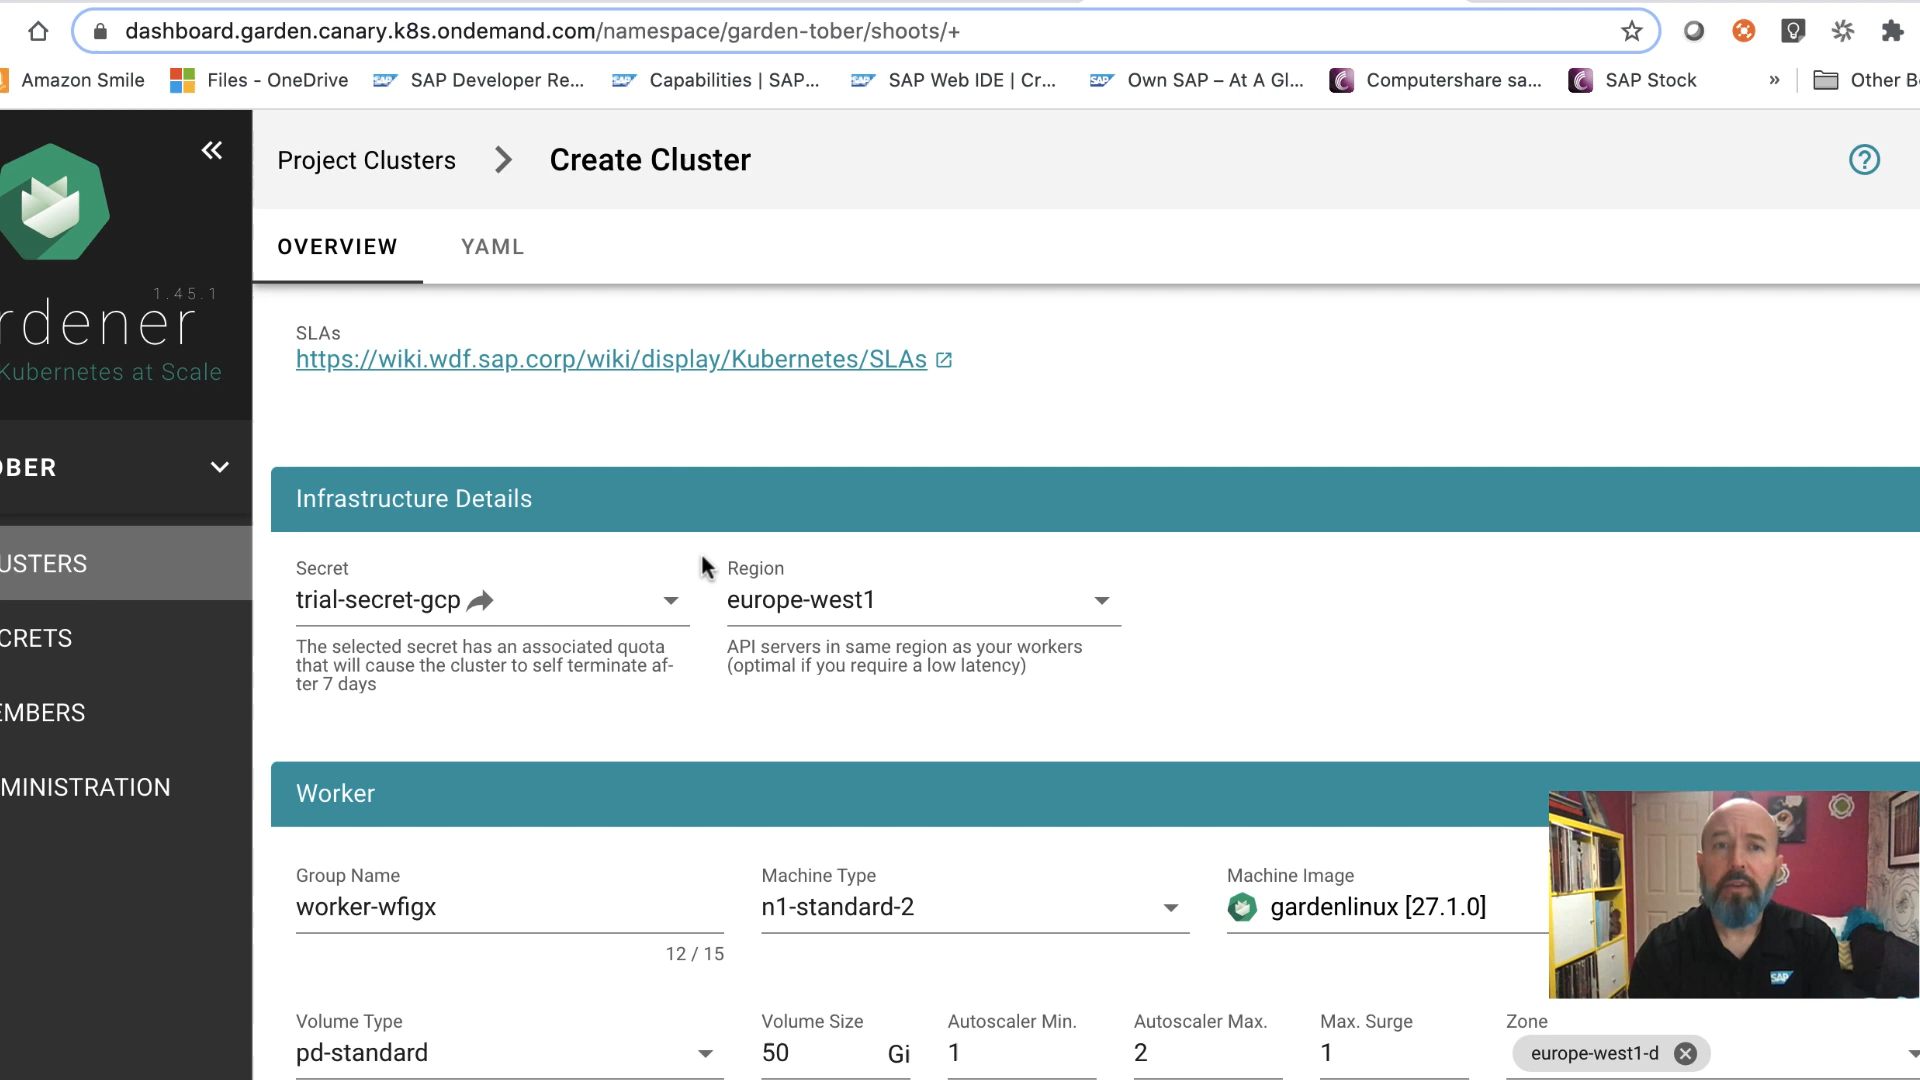 dashboard.garden.canary.k8s.ondemand.com/namespace/garden-tober/shoots/+
Amazon Smile
Files - OneDrive
SAP SAP Developer Re...
SAP Capabilities | SAP...
SAP SAP Web IDE | Cr...
SAP Own SAP – At A Gl...
Computershare sa...
SAP Stock
»
Other B
Project Clusters
Create Cluster
OVERVIEW
YAML
1.45.1
rdener
Kubernetes at Scale
OBER
USTERS
CRETS
EMBERS
MINISTRATION
SLAs
https://wiki.wdf.sap.corp/wiki/display/Kubernetes/SLAs
Infrastructure Details
Secret
trial-secret-gcp
The selected secret has an associated quota
that will cause the cluster to self terminate af-
ter 7 days
Region
europe-west1
API servers in same region as your workers
(optimal if you require a low latency)
Worker
Group Name
worker-wfigx
12 / 15
Machine Type
n1-standard-2
Machine Image
gardenlinux [27.1.0]
Volume Type
pd-standard
Volume Size
50 Gi
Autoscaler Min.
1
Autoscaler Max.
2
Max. Surge
1
Zone
europe-west1-d
SAP